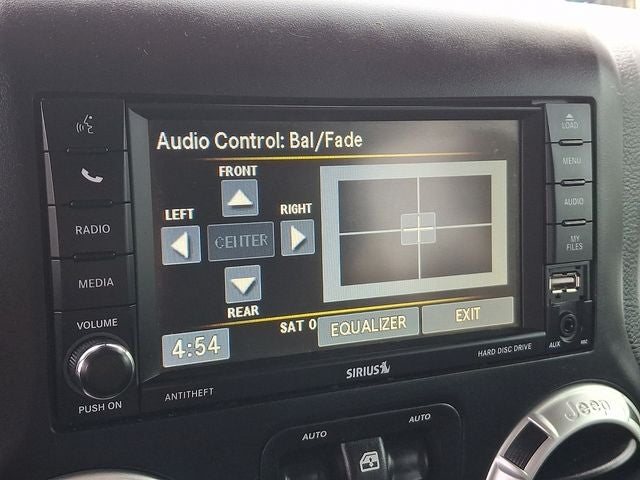 Audio Control: Bal/Fade
FRONT
LEFT
RIGHT
CENTER
REAR
SAT 0
EQUALIZER
EXIT
4:54
RADIO
MEDIA
VOLUME
PUSH ON
ANTITHEFT
SIRIUS
HARD DISC DRIVE
LOAD
MENU
AUDIO
MY
FILES
AUX
AUTO
AUTO
Jeep